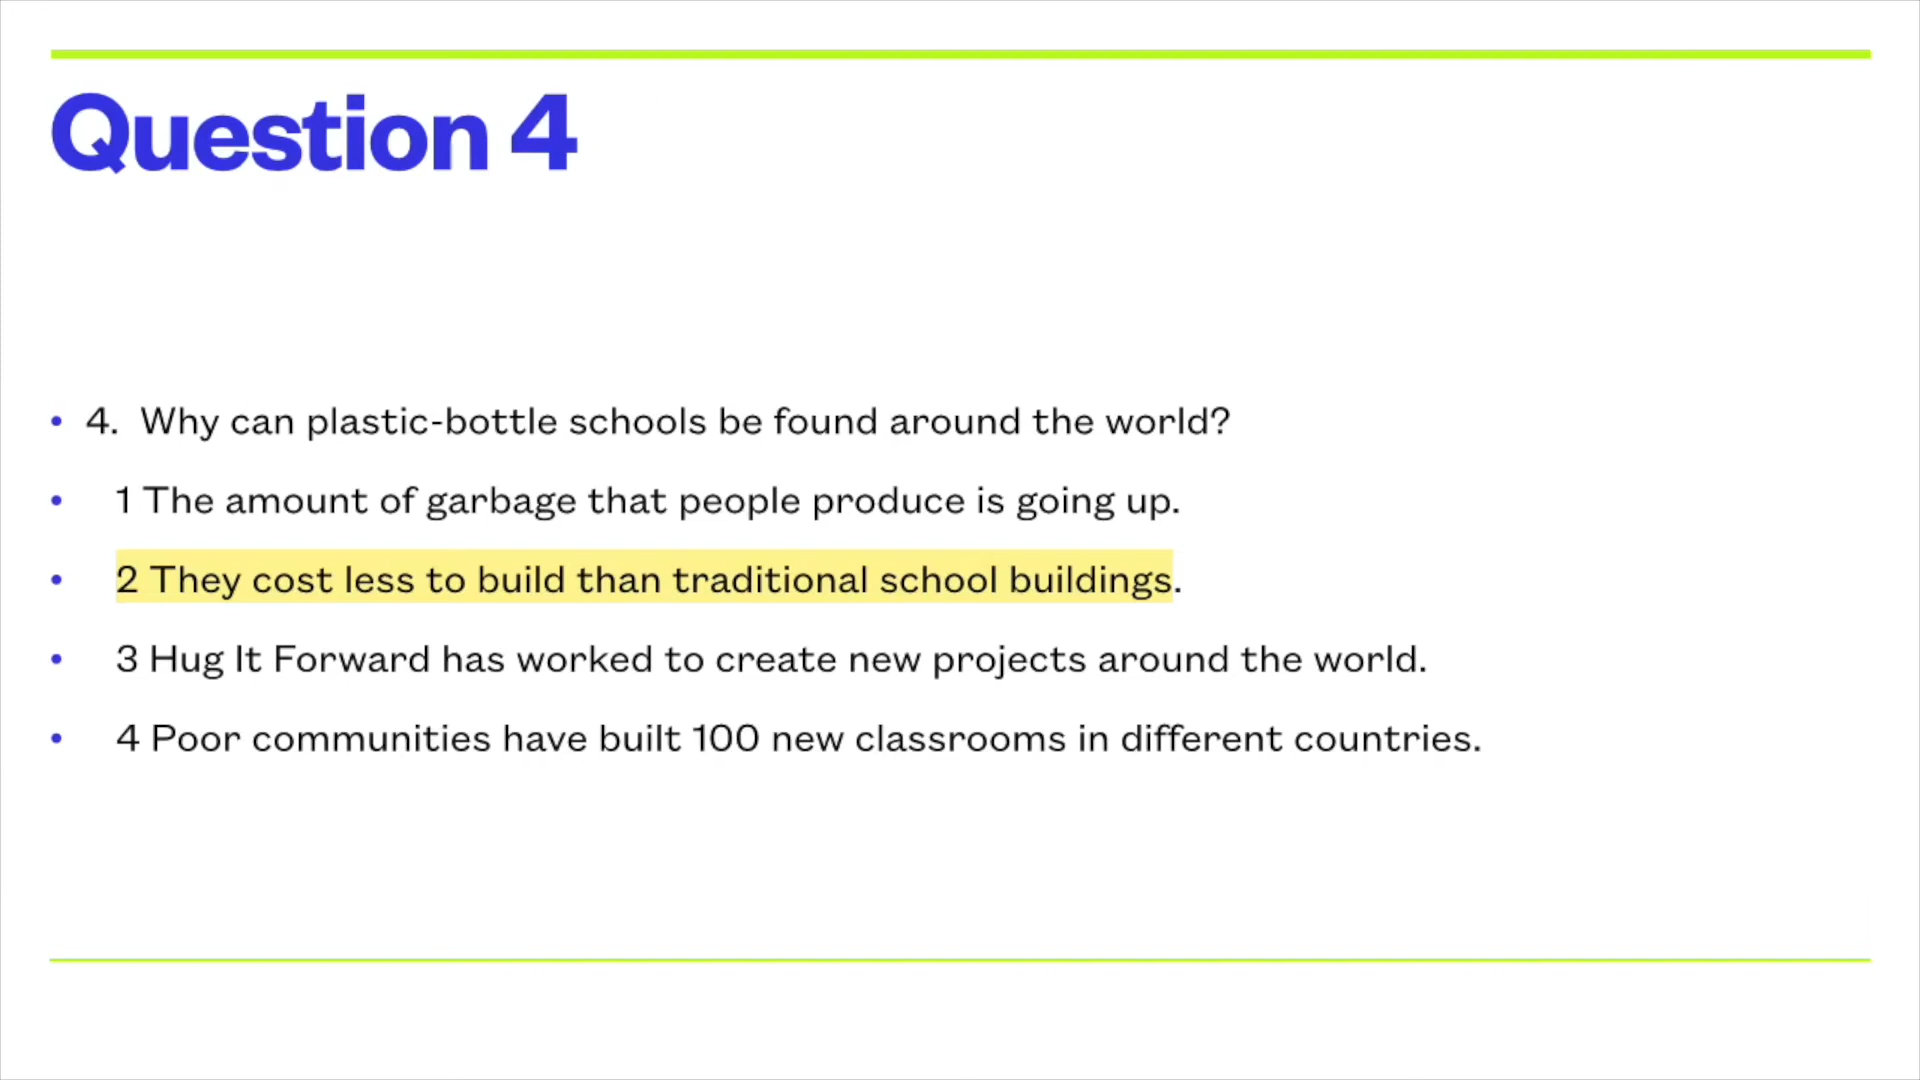 Question 4
• 4. Why can plastic-bottle schools be found around the world?
• 1 The amount of garbage that people produce is going up.
• 2 They cost less to build than traditional school buildings.
• 3 Hug It Forward has worked to create new projects around the world.
• 4 Poor communities have built 100 new classrooms in different countries.